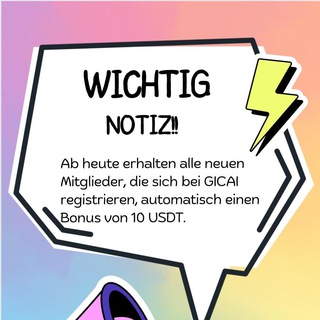 WICHTIG
NOTIZ!!
Ab heute erhalten alle neuen
Mitglieder, die sich bei GICAI
registrieren, automatisch einen
Bonus von 10 USDT.